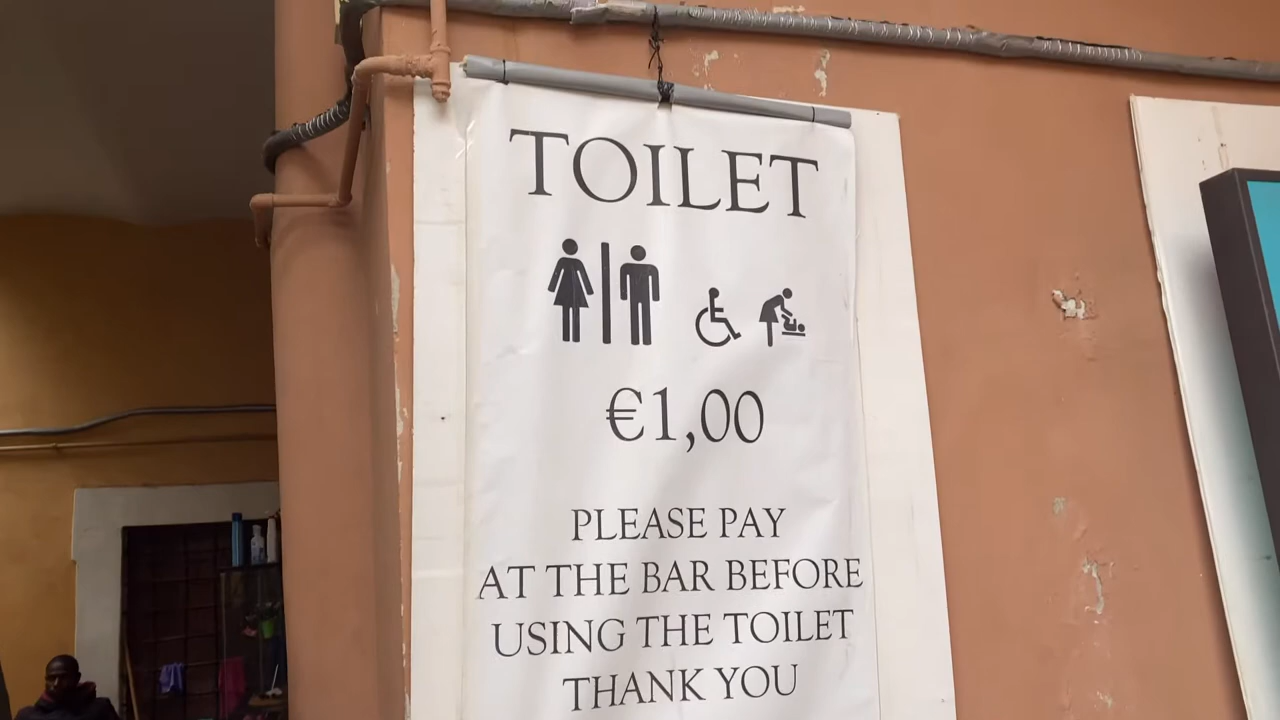 TOILET
€1,00
PLEASE PAY
AT THE BAR BEFORE
USING THE TOILET
THANK YOU